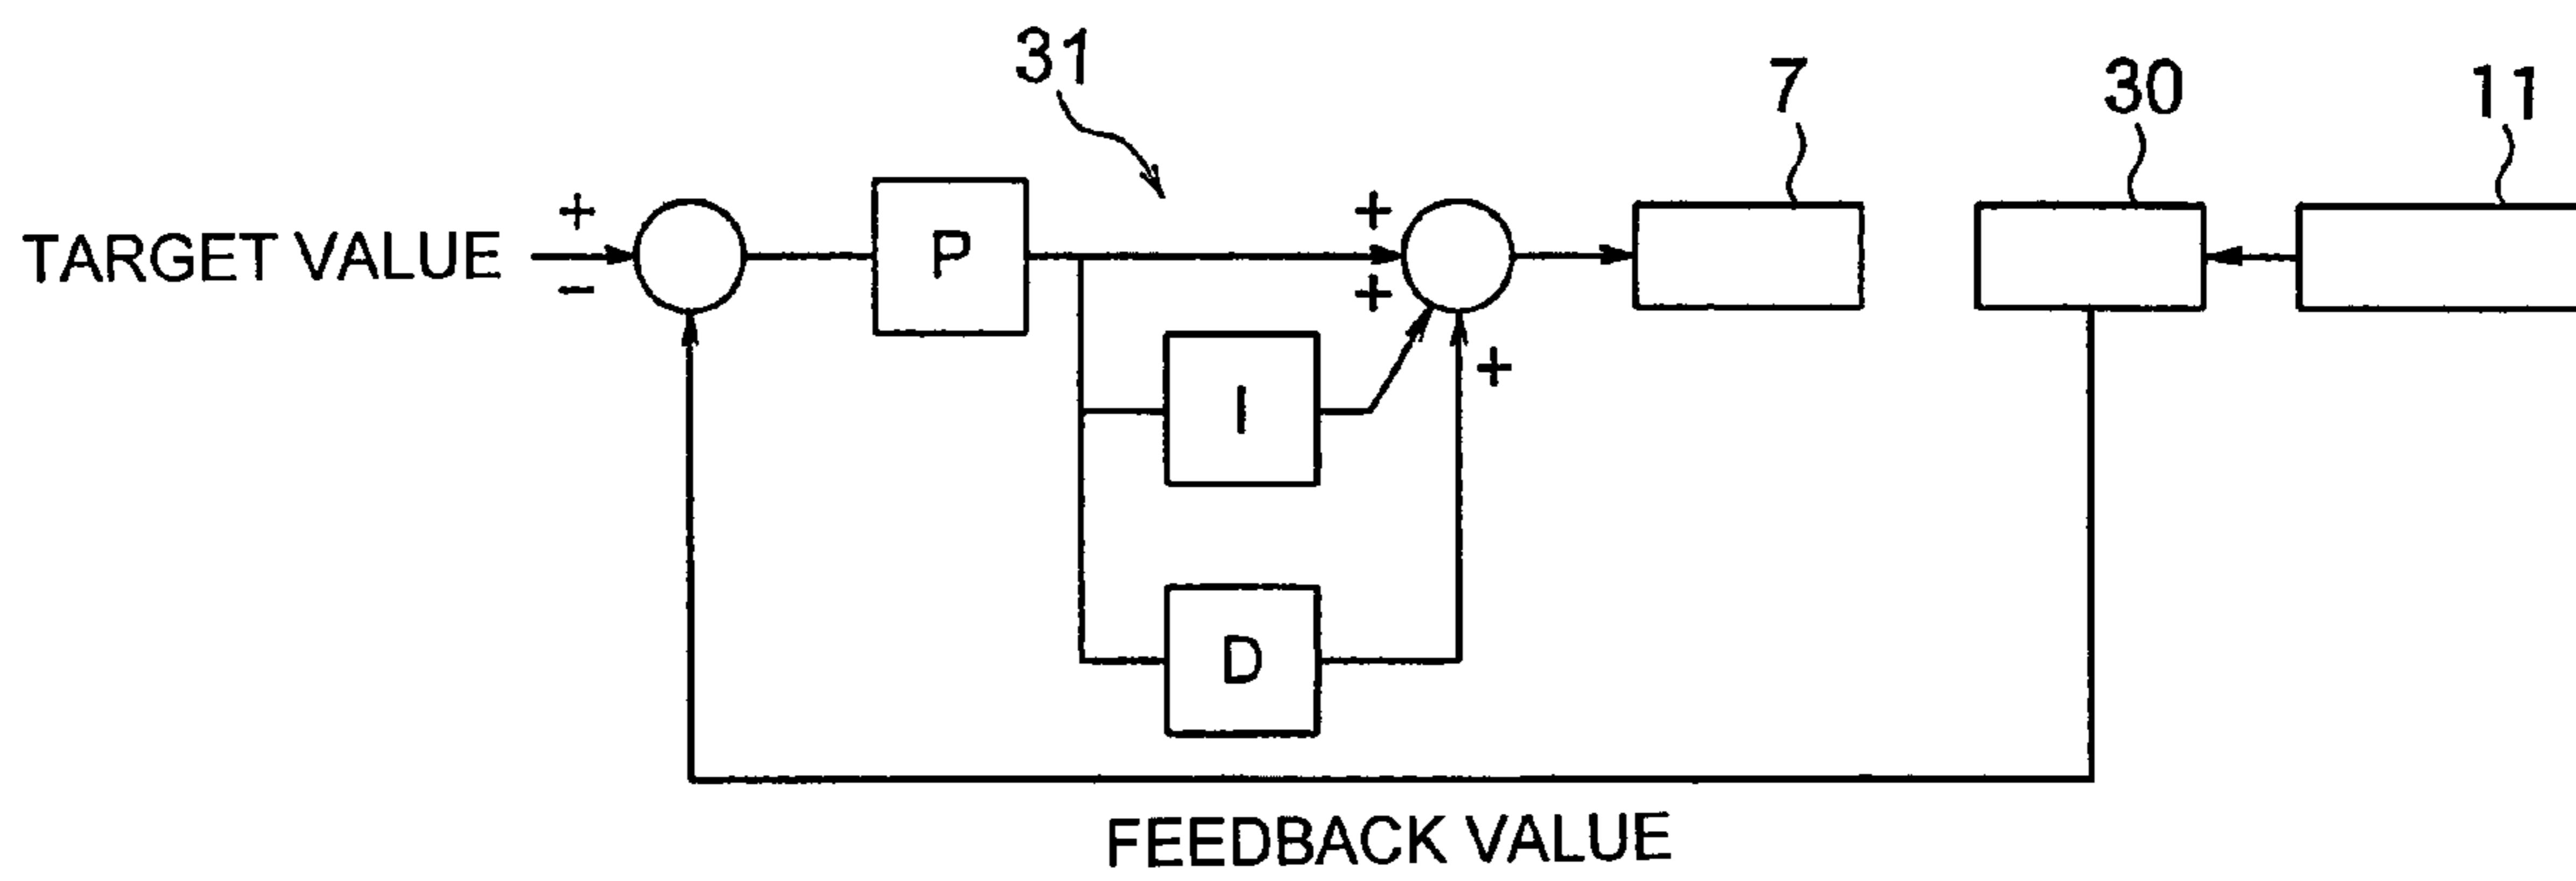 31
7
30
11
TARGET VALUE
+
−
P
+
+
I
+
D
FEEDBACK VALUE